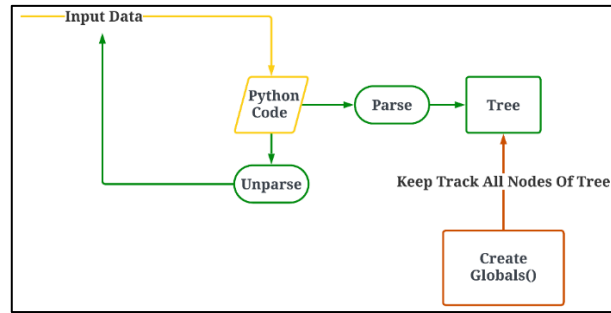 Input Data
Python
Code
Parse
Tree
Unparse
Keep Track All Nodes Of Tree
Create
Globals()